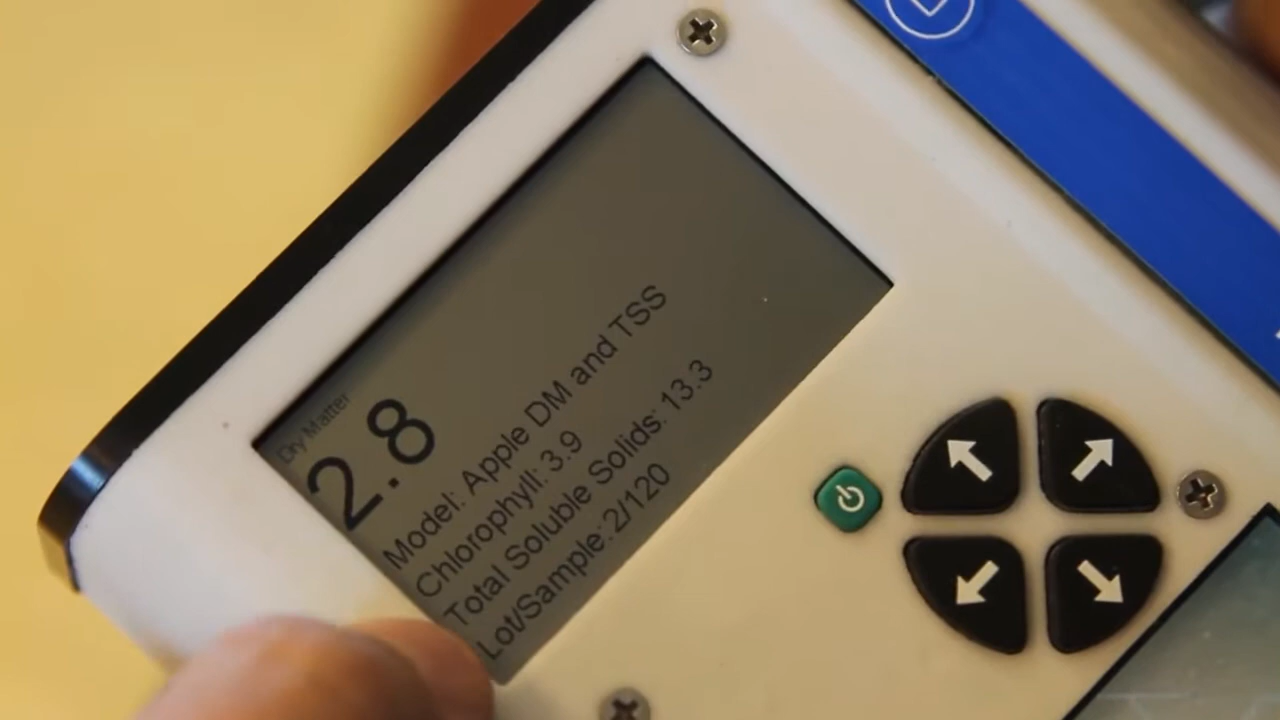 Dry Matter
2.8
Model: Apple DM and TSS
Chlorophyll: 3.9
Total Soluble Solids: 13.3
Lot/Sample: 2/120